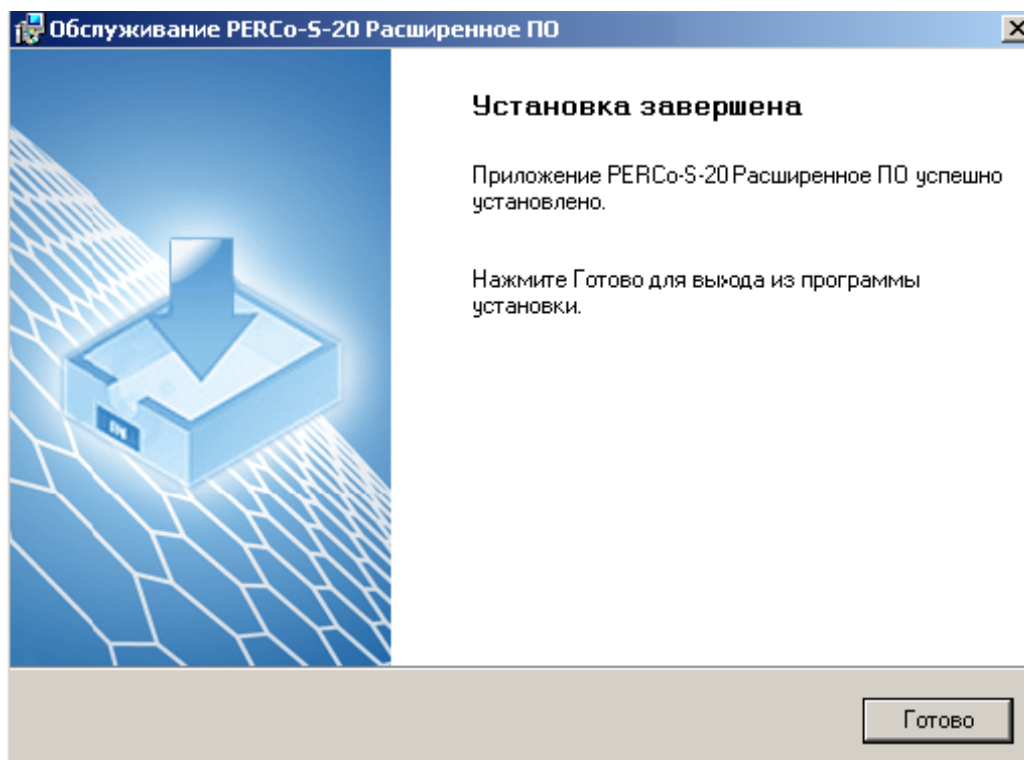 Обслуживание PERCo-S-20 Расширенное ПО
Установка завершена
Приложение PERCo-S-20 Расширенное ПО успешно
установлено.
Нажмите Готово для выхода из программы
установки.
Готово